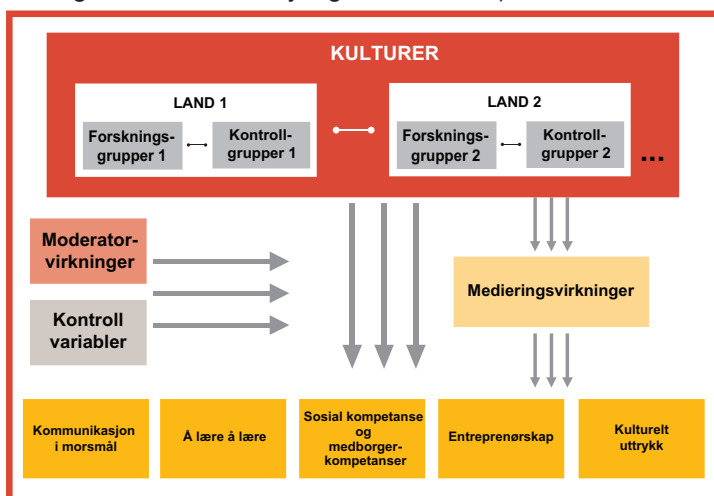 KULTURER
LAND 1
Forsknings-
grupper 1
Kontroll-
grupper 1
LAND 2
Forsknings-
grupper 2
Kontroll-
grupper 2
...
Moderator-
virkninger
Kontroll
variabler
Medieringsvirkninger
Kommunikasjon
i morsmål
Å lære å lære
Sosial kompetanse
og
medborger-
kompetanser
Entreprenørskap
Kulturelt
uttrykk